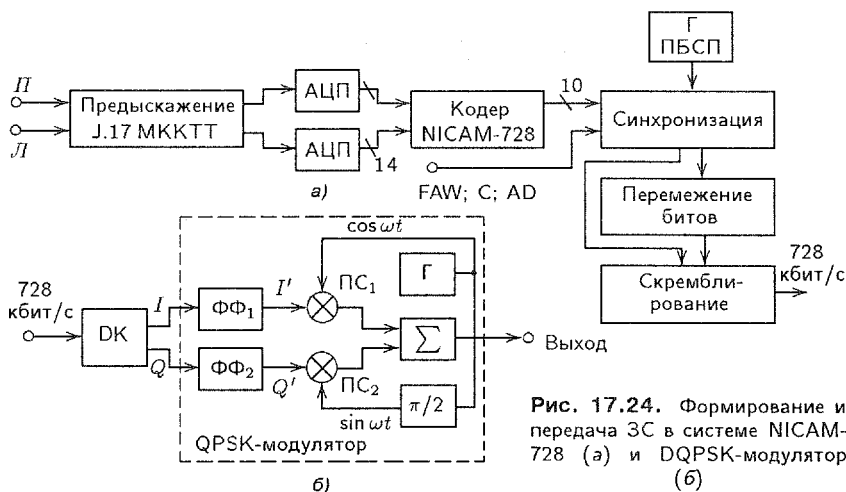 Г
ПБСП
П
Л
Предыскажение
J.17 МККТТ
АЦП
АЦП
14
Кодер
NICAM-728
10
Синхронизация
FAW; C; AD
а)
Перемежение
битов
Скрембли-
рование
728
кбит/с
cos ωt
Г
728
кбит/с
DK
I
Q
ФФ₁
ФФ₂
I′
Q′
ПС₁
ПС₂
Σ
π/2
sin ωt
Выход
QPSK-модулятор
б)
Рис. 17.24. Формирование и
передача ЗС в системе NICAM-
728 (а) и DQPSK-модулятор
(б)